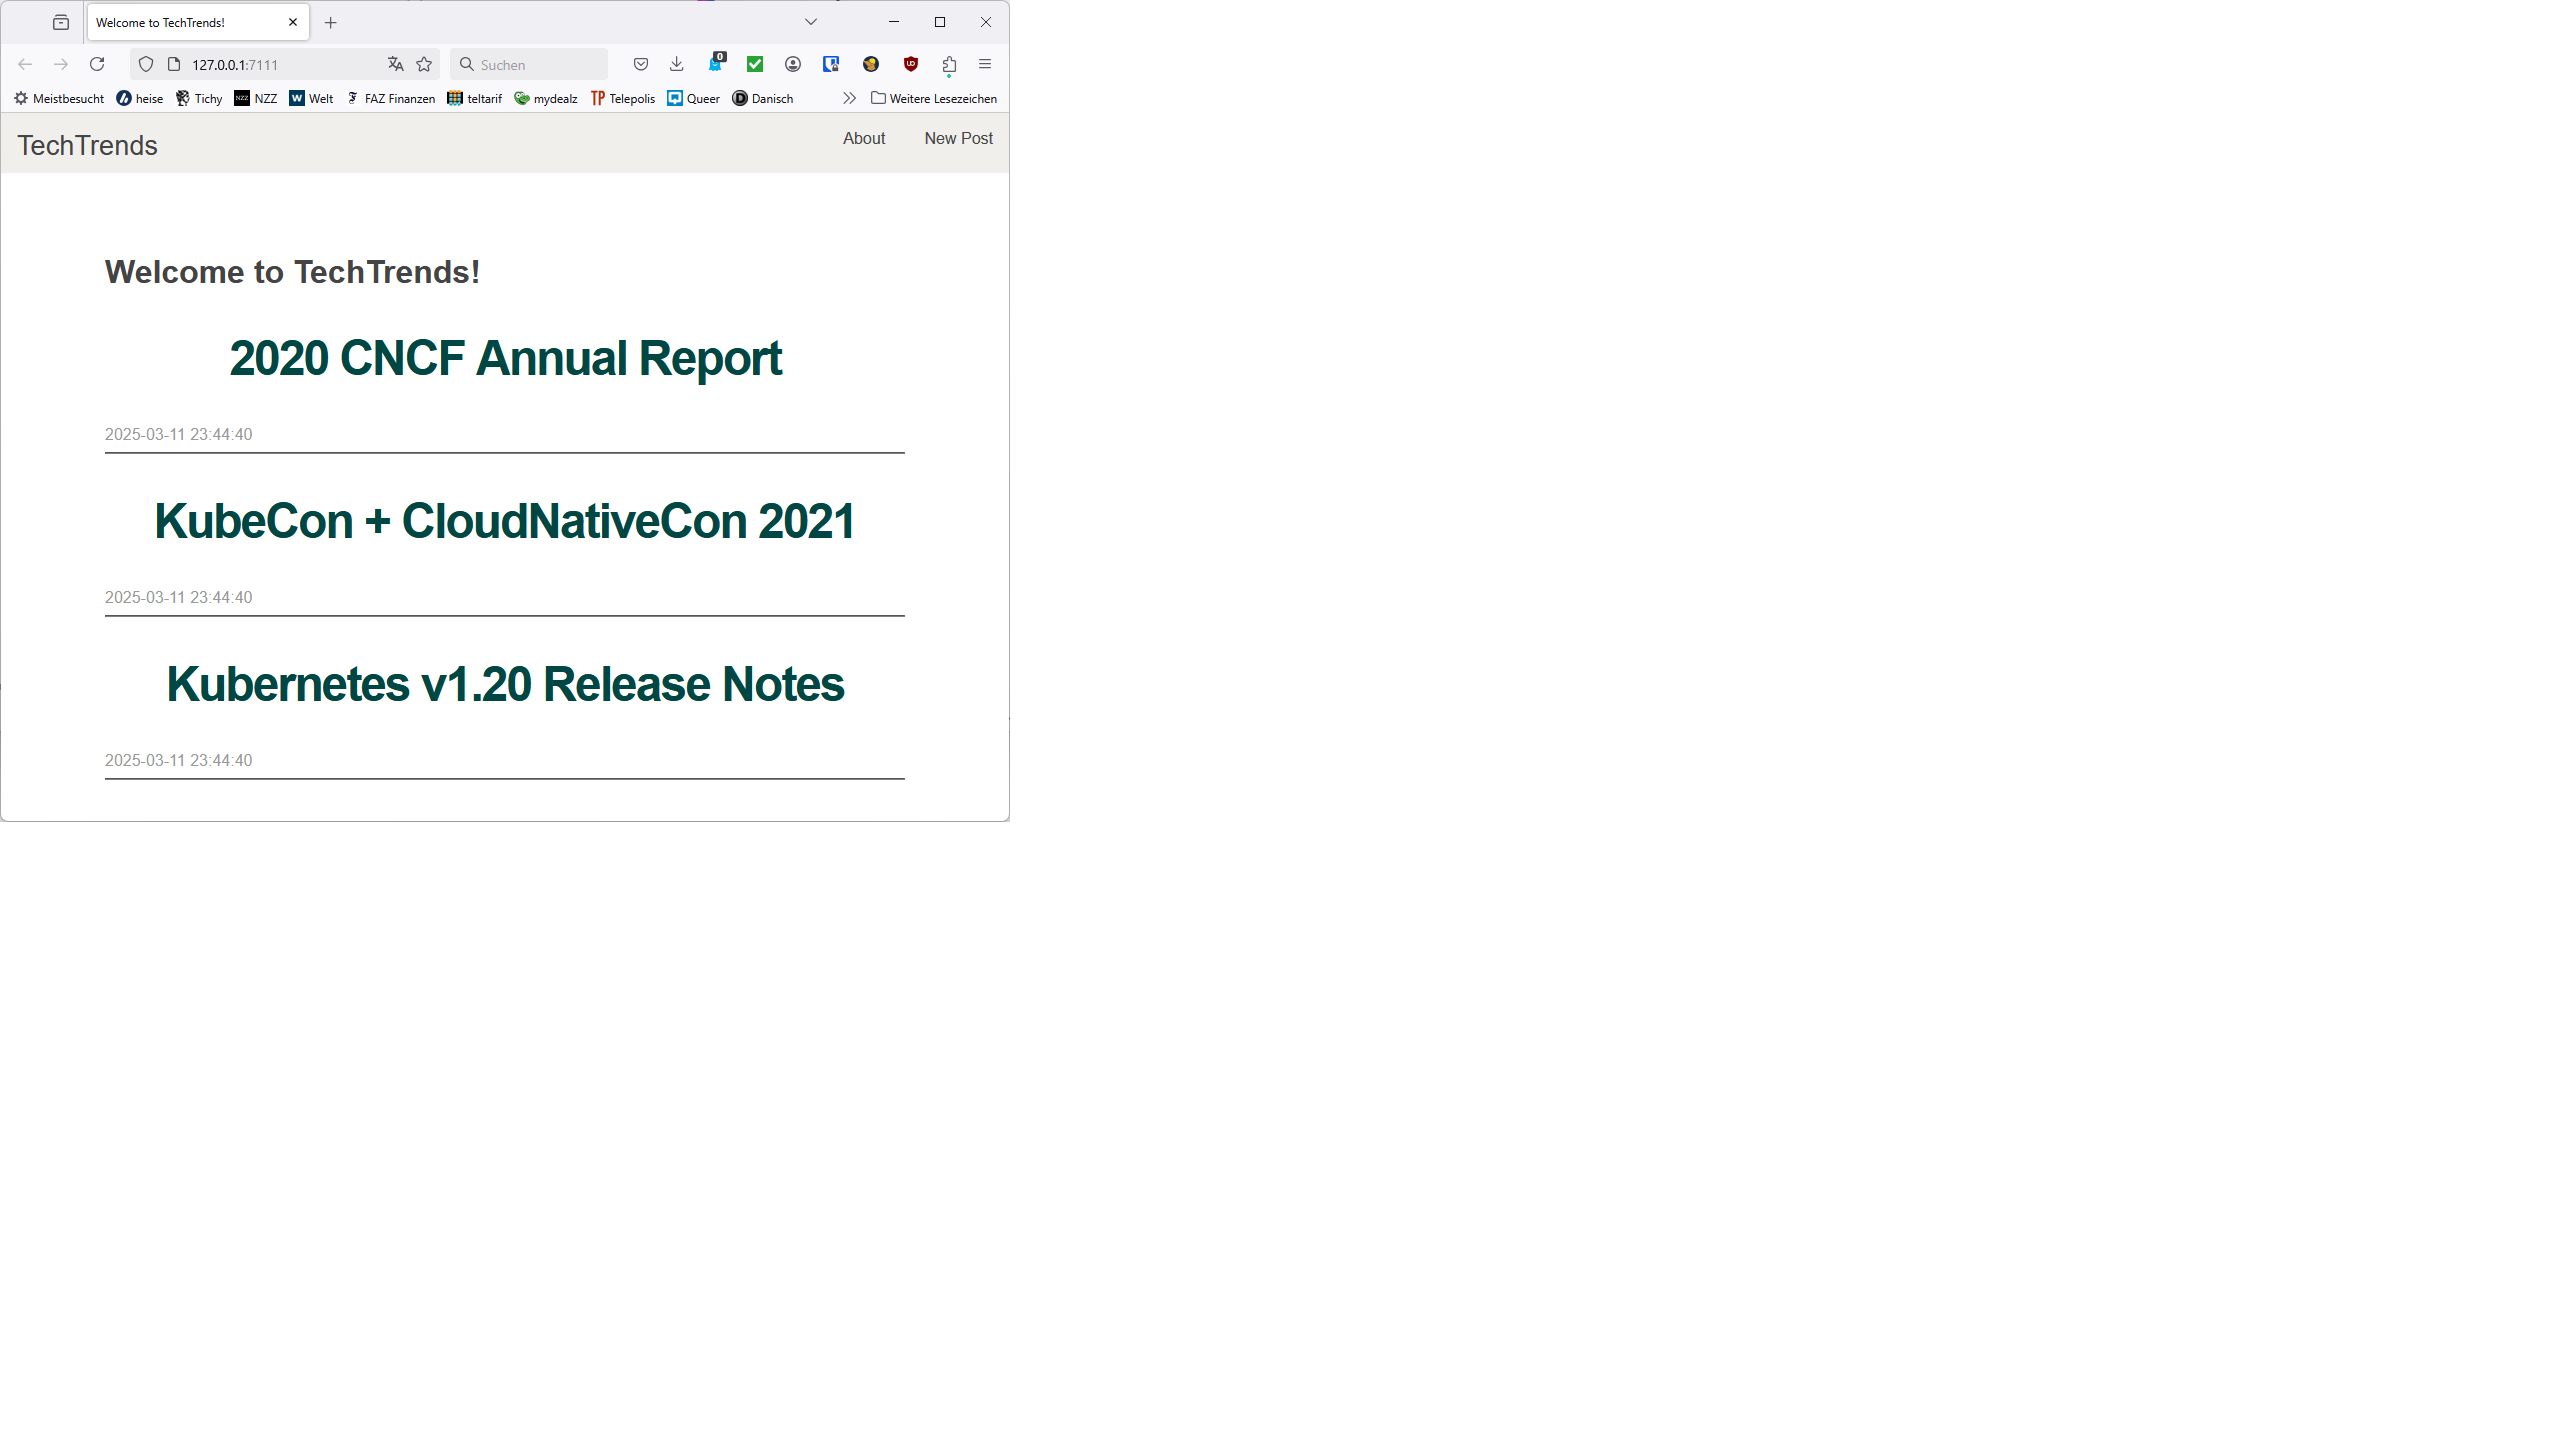 Welcome to TechTrends!
127.0.0.1:7111
Suchen
0
Meistbesucht heise Tichy NZZ NZZ W Welt FAZ Finanzen teltarif TP Telepolis mydealz Queer D Danisch Weitere Lesezeichen
TechTrends
About New Post
Welcome to TechTrends!
2020 CNCF Annual Report
2025-03-11 23:44:40
KubeCon + CloudNativeCon 2021
2025-03-11 23:44:40
Kubernetes v1.20 Release Notes
2025-03-11 23:44:40